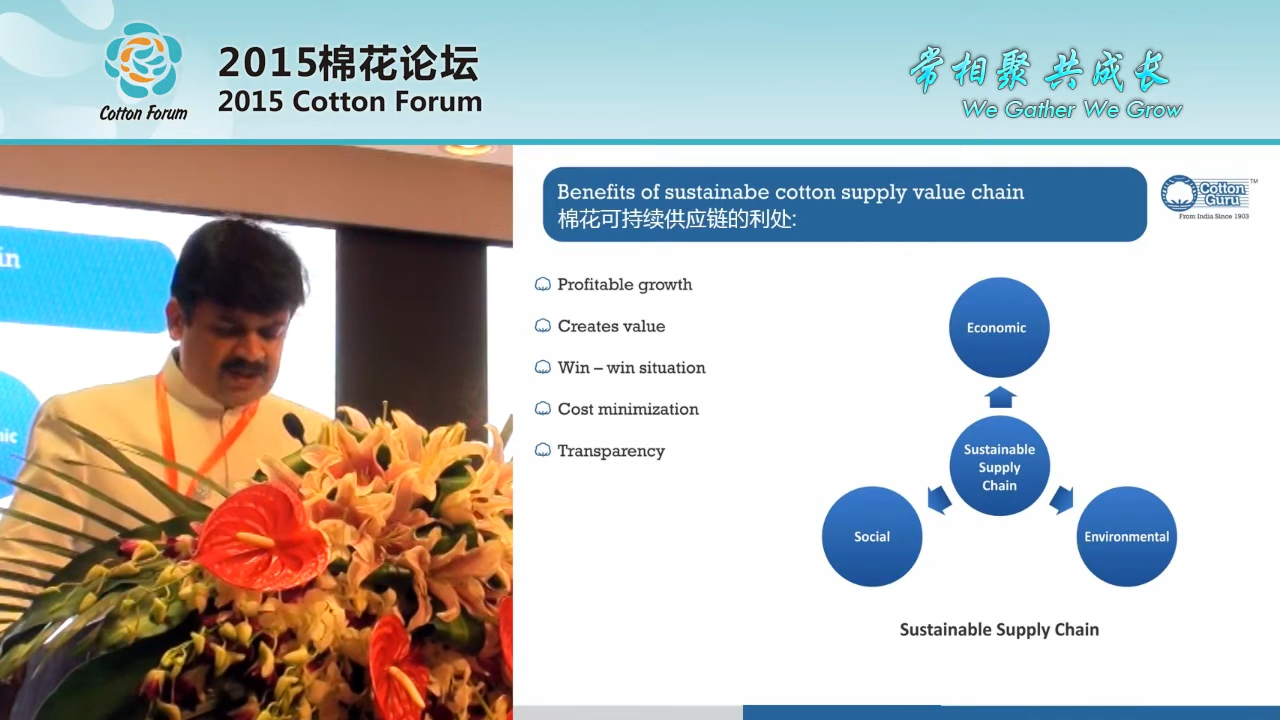 2015棉花论坛
2015 Cotton Forum
Cotton Forum
常相聚 共成长
We Gather We Grow
in
nic
Benefits of sustainabe cotton supply value chain
棉花可持续供应链的利处:
Cotton
Guru
TM
From India Since 1903
Profitable growth
Creates value
Win – win situation
Cost minimization
Transparency
Economic
Sustainable
Supply
Chain
Social
Environmental
Sustainable Supply Chain